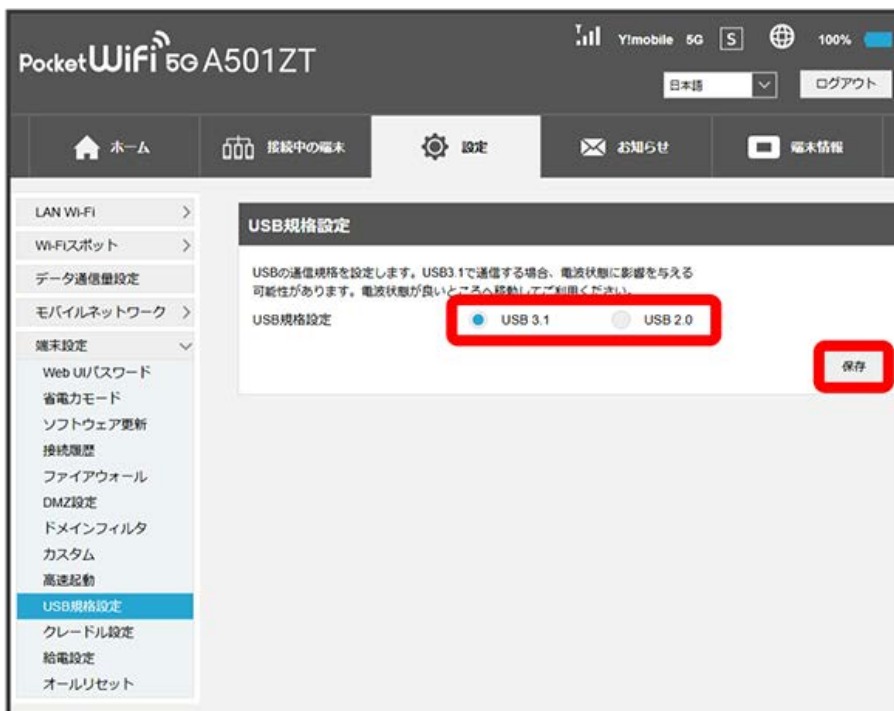 Pocket WiFi 5G A501ZT
Y!mobile 5G S 100%
日本語 ログアウト
ホーム 接続中の端末 設定 お知らせ 端末情報
LAN Wi-Fi
Wi-Fiスポット
データ通信量設定
モバイルネットワーク
端末設定
Web UIパスワード
省電力モード
ソフトウェア更新
接続履歴
ファイアウォール
DMZ設定
ドメインフィルタ
カスタム
高速起動
USB規格設定
クレードル設定
給電設定
オールリセット
USB規格設定
USBの通信規格を設定します。USB3.1で通信する場合、電波状態に影響を与える
可能性があります。電波状態が良いところへ移動してご利用ください。
USB規格設定 USB 3.1 USB 2.0
保存